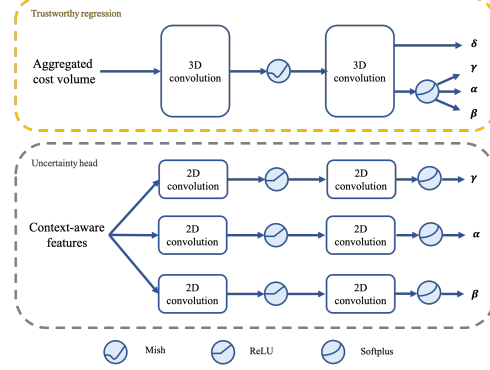 Trustworthy regression
Aggregated
cost volume
3D
convolution
3D
convolution
δ
γ
α
β
Uncertainty head
Context-aware
features
2D
convolution
2D
convolution
γ
2D
convolution
2D
convolution
α
2D
convolution
2D
convolution
β
Mish
ReLU
Softplus